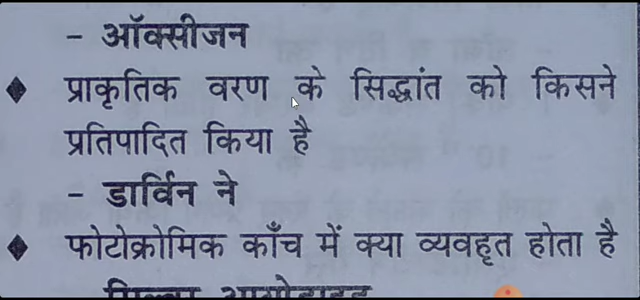 - ऑक्सीजन
♦ प्राकृतिक वरण के सिद्धांत को किसने
प्रतिपादित किया है
- डार्विन ने
♦ फोटोक्रोमिक काँच में क्या व्यवहृत होता है